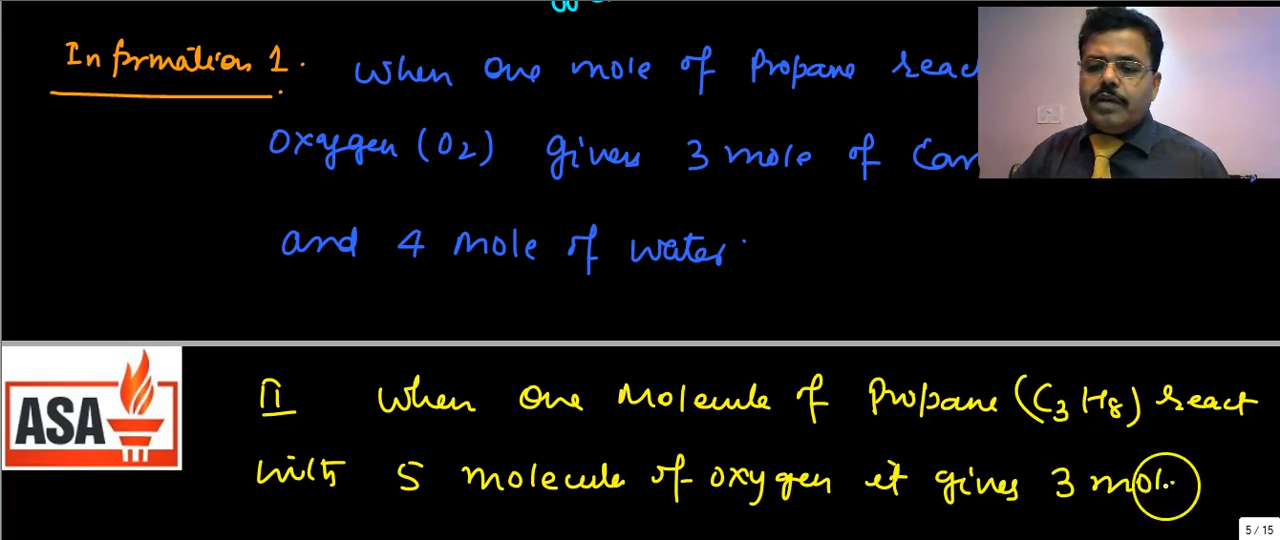 Information 1. When one mole of Propane reac
oxygen (O2) gives 3 mole of Car
and 4 mole of water.
ASA
II When one Molecule of Propane (C3H8) react
with 5 molecule of oxygen it gives 3 mol
5 / 15